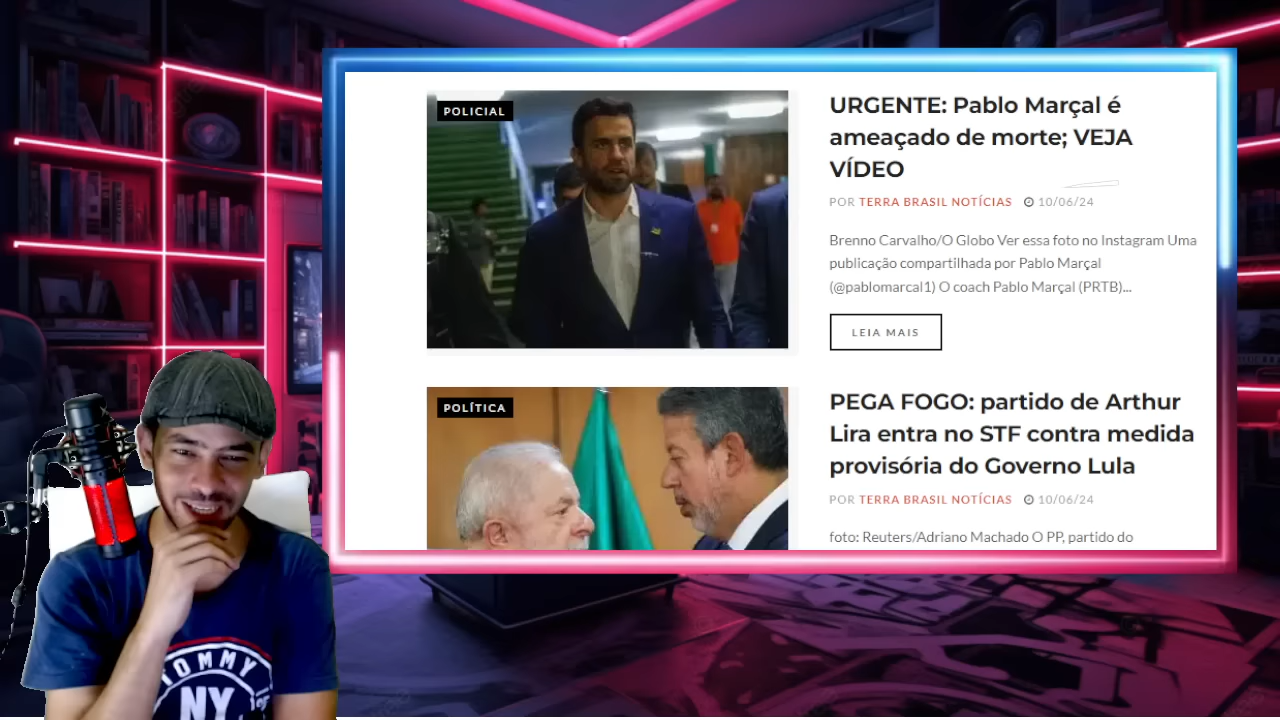 POLICIAL
URGENTE: Pablo Marçal é
ameaçado de morte; VEJA
VÍDEO
POR TERRA BRASIL NOTÍCIAS 10/06/24
Brenno Carvalho/O Globo Ver essa foto no Instagram Uma
publicação compartilhada por Pablo Marçal
(@pablomarcal1) O coach Pablo Marçal (PRTB)...
LEIA MAIS
POLÍTICA
PEGA FOGO: partido de Arthur
Lira entra no STF contra medida
provisória do Governo Lula
POR TERRA BRASIL NOTÍCIAS 10/06/24
foto: Reuters/Adriano Machado O PP, partido do
TOMMY
NY